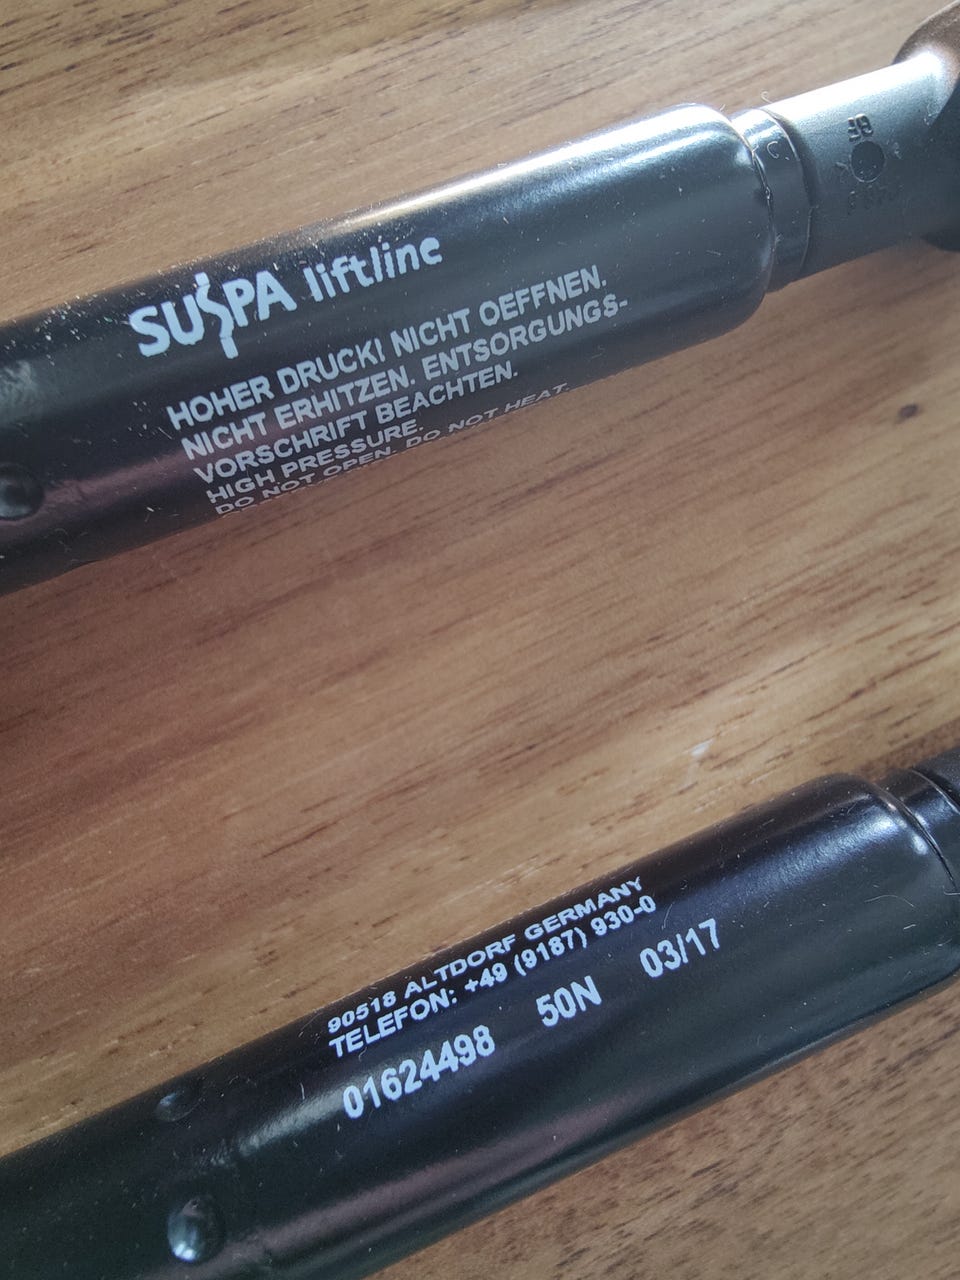 SUSPA liftline
HOHER DRUCK! NICHT OEFFNEN.
NICHT ERHITZEN. ENTSORGUNGS-
VORSCHRIFT BEACHTEN.
HIGH PRESSURE.
DO NOT OPEN. DO NOT HEAT.
90518 ALTDORF GERMANY
TELEFON: +49 (9187) 930-0
01624498 50N 03/17